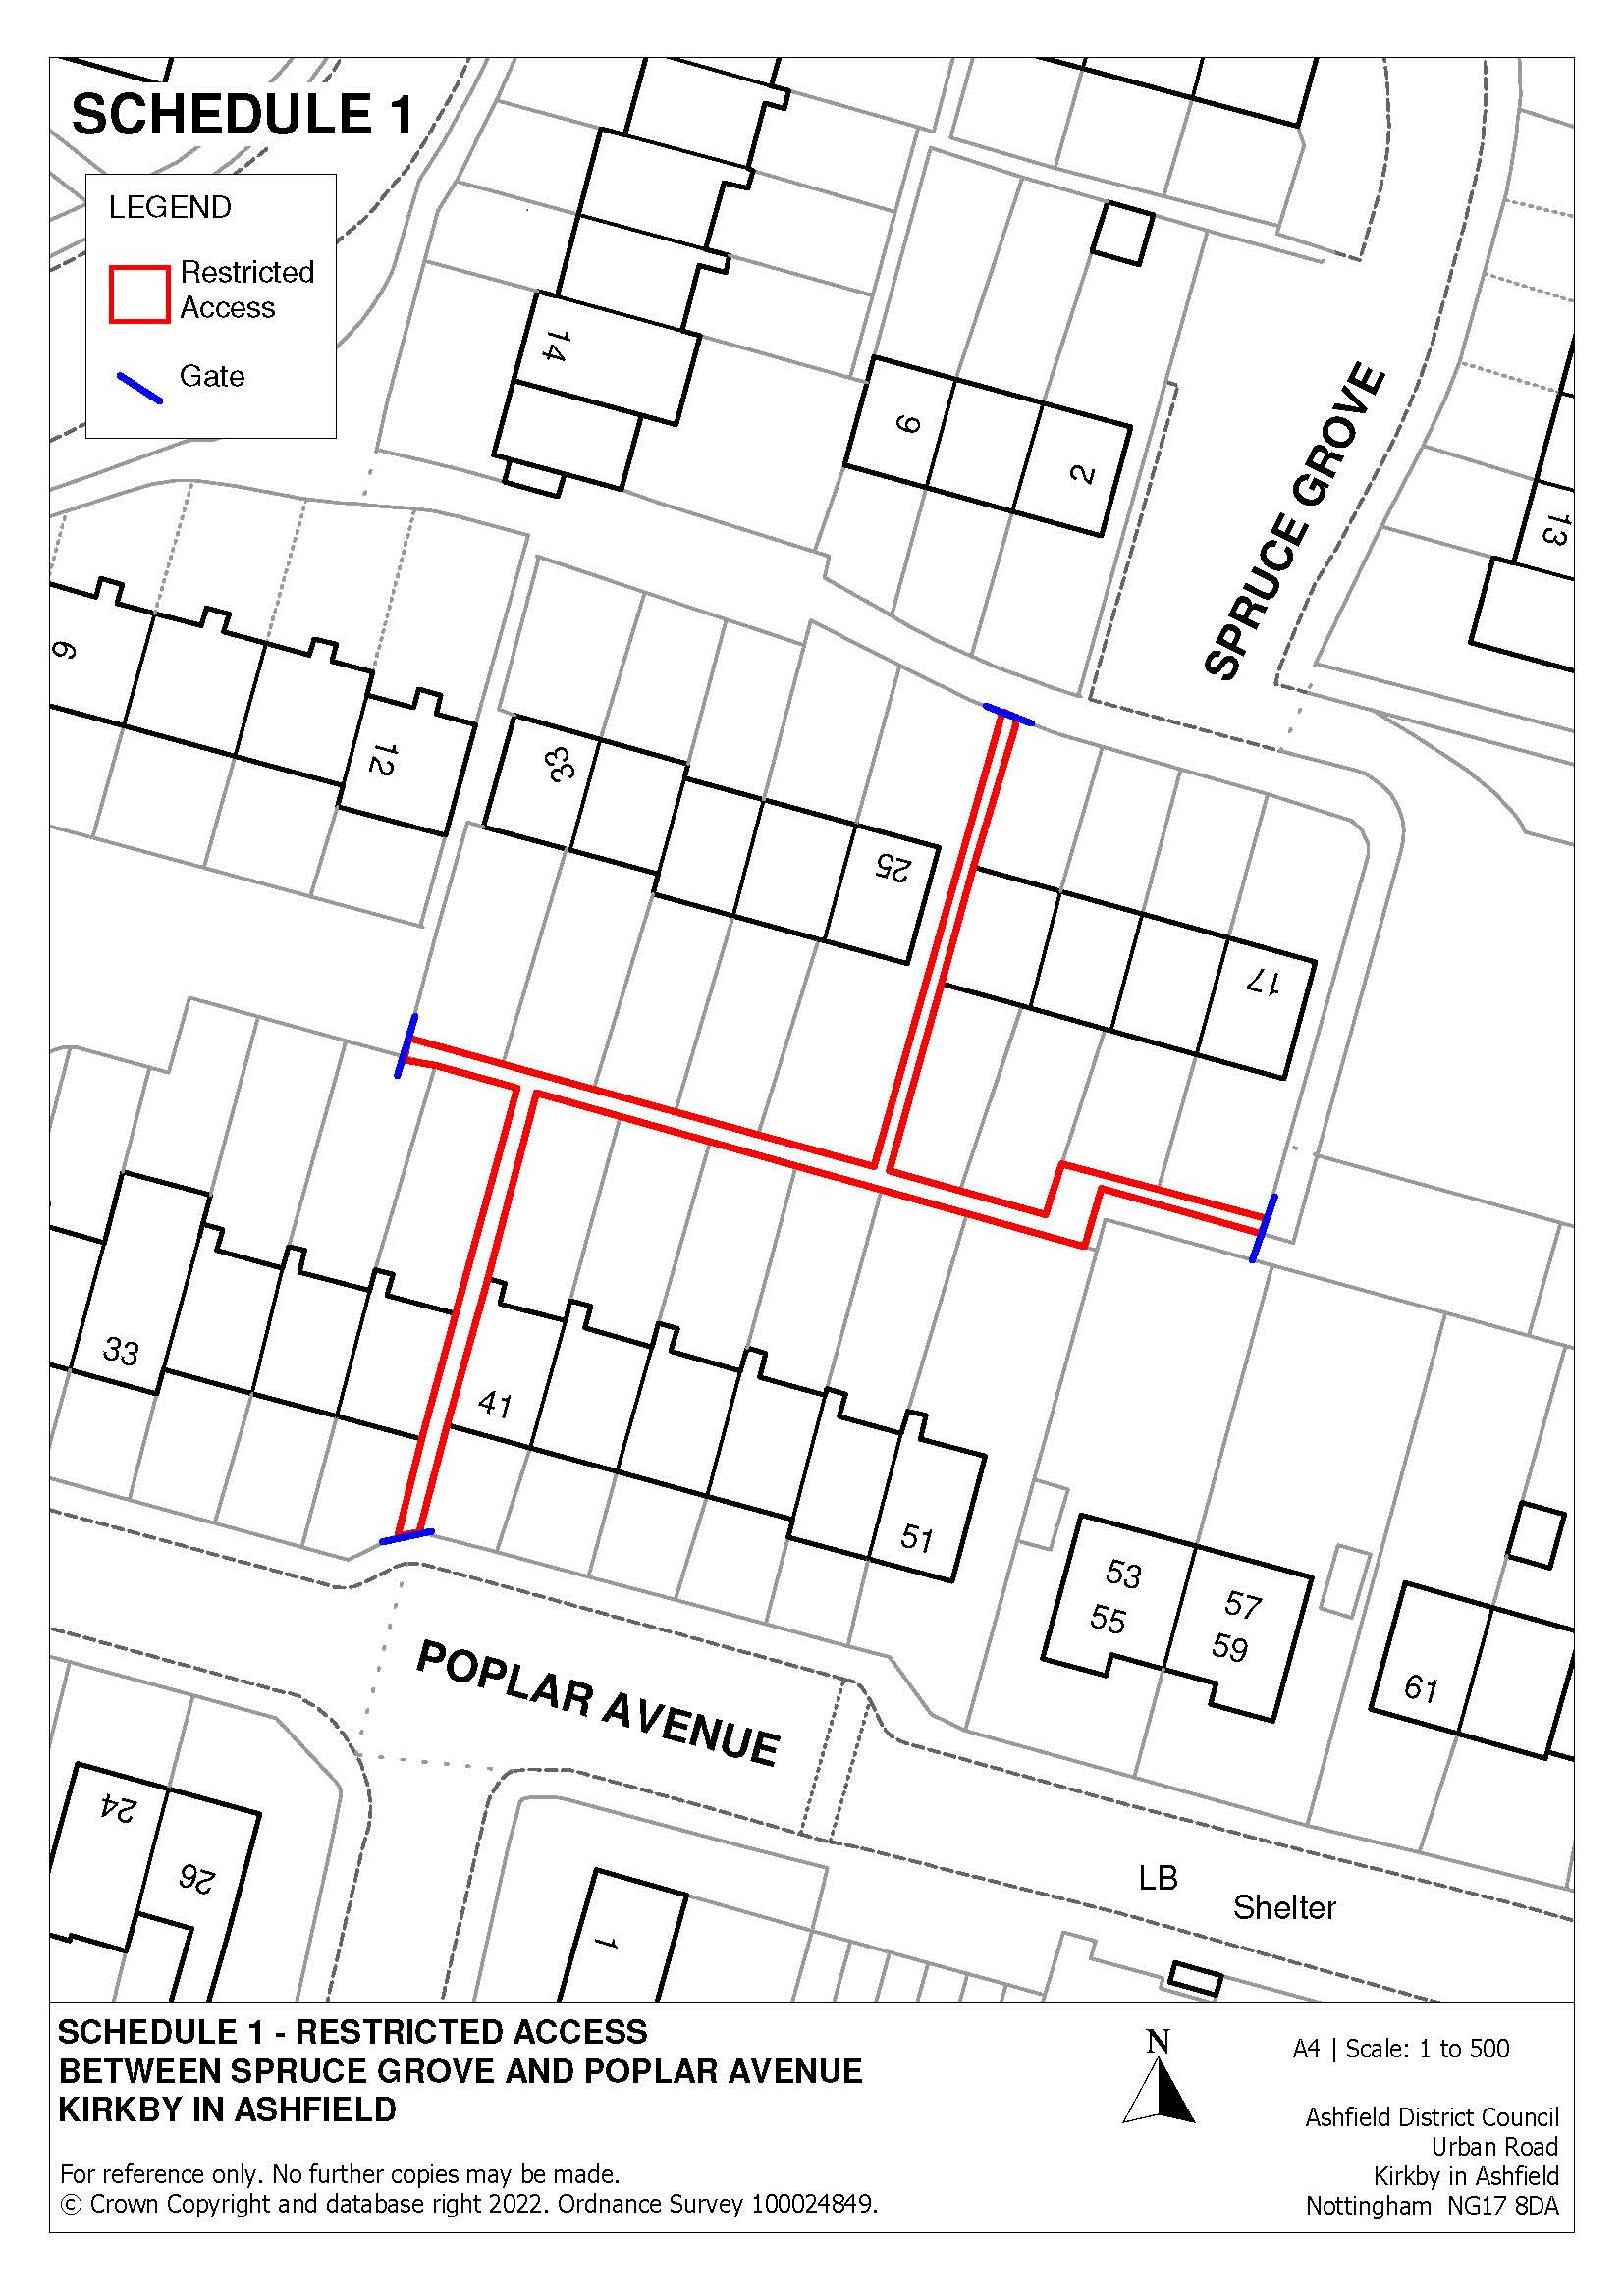 SCHEDULE 1
LEGEND
Restricted
Access
Gate
14
9
2
SPRUCE GROVE
13
9
12
33
25
17
33
41
51
53
55
57
59
61
POPLAR AVENUE
24
26
1
LB
Shelter
SCHEDULE 1 - RESTRICTED ACCESS
BETWEEN SPRUCE GROVE AND POPLAR AVENUE
KIRKBY IN ASHFIELD
For reference only. No further copies may be made.
© Crown Copyright and database right 2022. Ordnance Survey 100024849.
N
A4 | Scale: 1 to 500
Ashfield District Council
Urban Road
Kirkby in Ashfield
Nottingham NG17 8DA